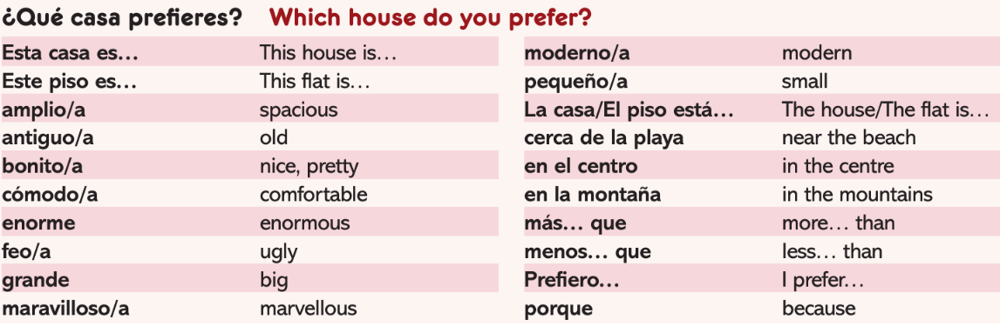 ¿Qué casa prefieres? Which house do you prefer?
Esta casa es… This house is…
Este piso es… This flat is…
amplio/a spacious
antiguo/a old
bonito/a nice, pretty
cómodo/a comfortable
enorme enormous
feo/a ugly
grande big
maravilloso/a marvellous
moderno/a modern
pequeño/a small
La casa/El piso está… The house/The flat is…
cerca de la playa near the beach
en el centro in the centre
en la montaña in the mountains
más… que more… than
menos… que less… than
Prefiero… I prefer…
porque because